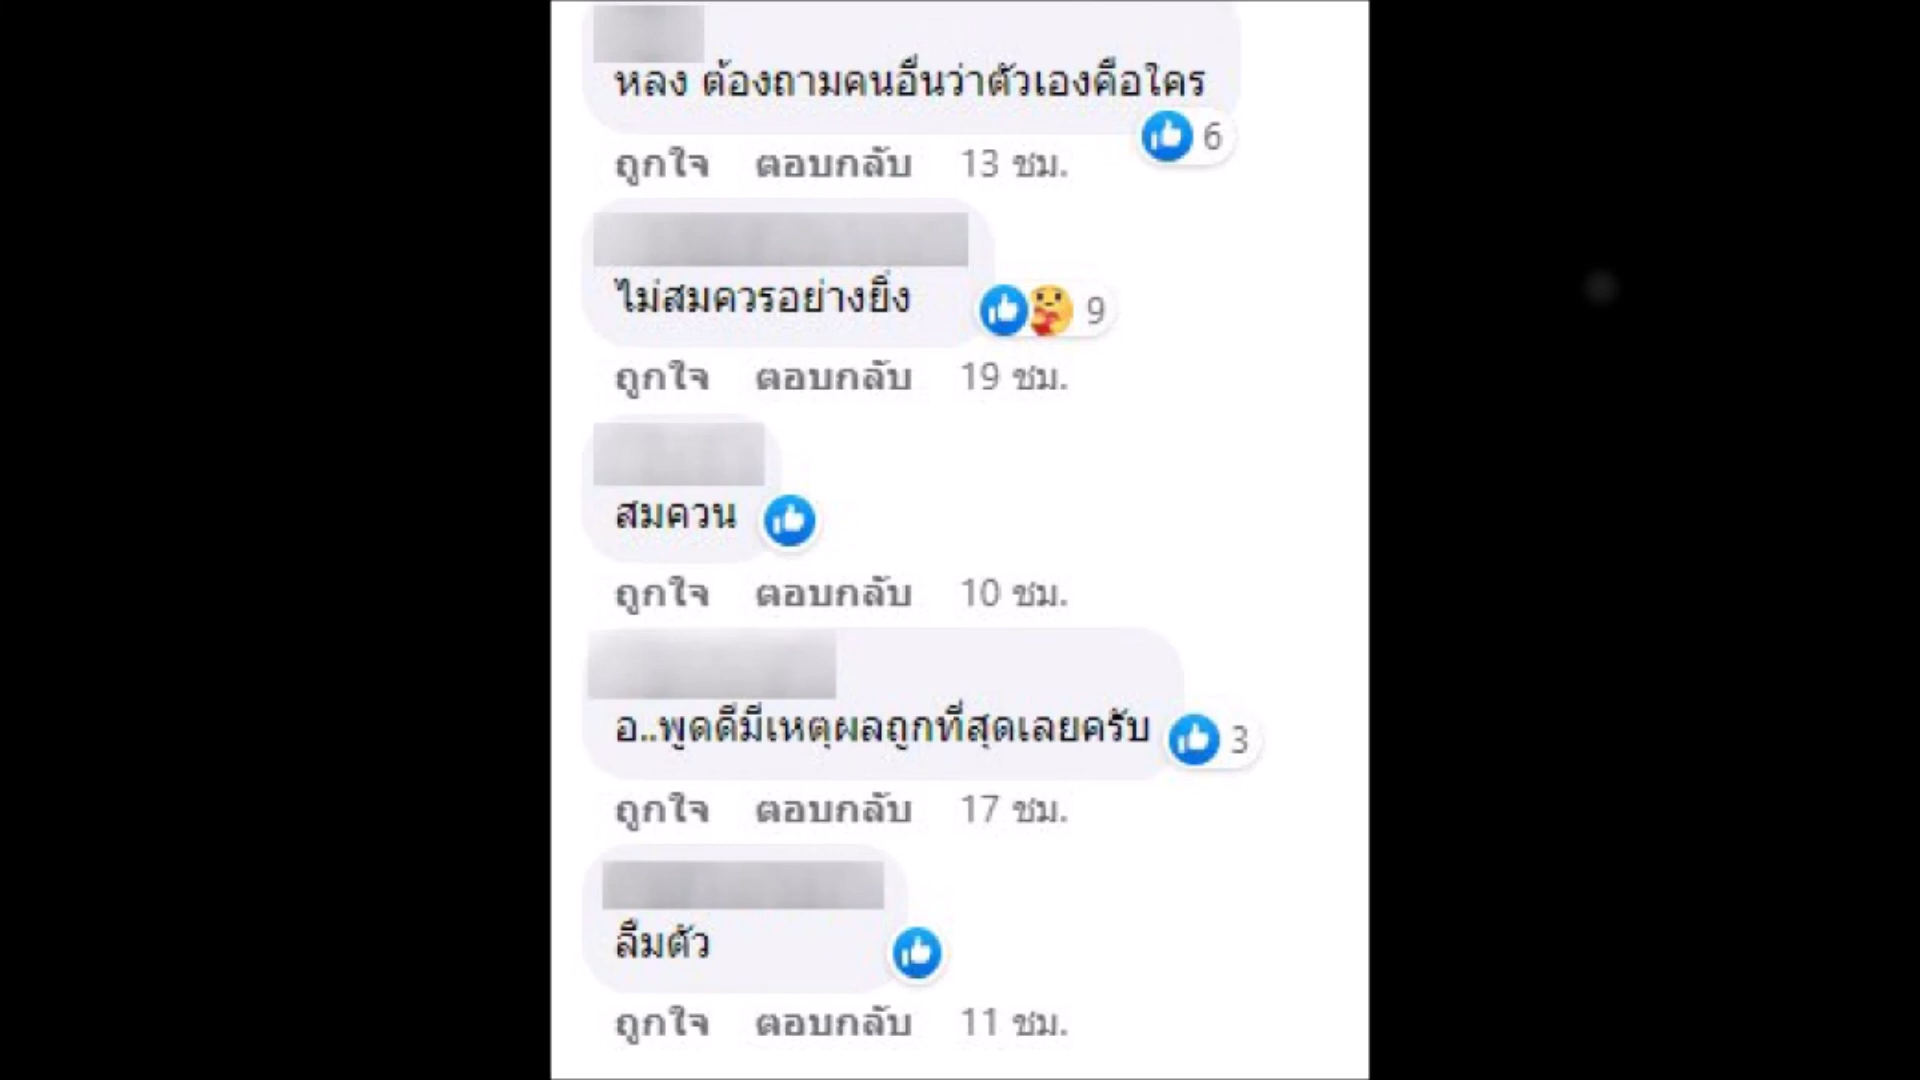 หลง ต้องถามคนอื่นว่าตัวเองคือใคร
6
ถูกใจ ตอบกลับ 13 ชม.
ไม่สมควรอย่างยิ่ง
9
ถูกใจ ตอบกลับ 19 ชม.
สมควน
ถูกใจ ตอบกลับ 10 ชม.
อ..พูดดีมีเหตุผลถูกที่สุดเลยครับ
3
ถูกใจ ตอบกลับ 17 ชม.
ลืมตัว
ถูกใจ ตอบกลับ 11 ชม.